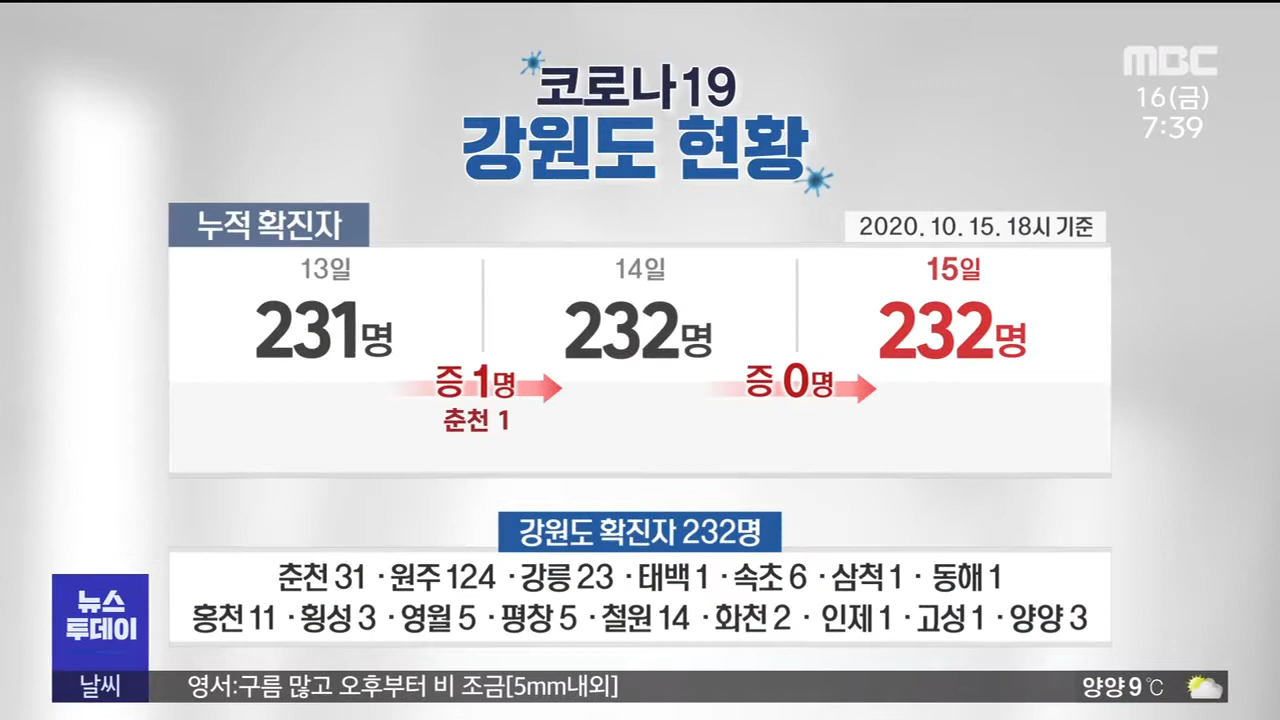 코로나19
강원도 현황
MBC
16(금)
7:39
누적 확진자
2020. 10. 15. 18시 기준
13일
14일
15일
231명
232명
232명
증 1명
증 0명
춘천 1
강원도 확진자 232명
춘천 31 · 원주 124 · 강릉 23 · 태백 1 · 속초 6 · 삼척 1 · 동해 1
홍천 11 · 횡성 3 · 영월 5 · 평창 5 · 철원 14 · 화천 2 · 인제 1 · 고성 1 · 양양 3
뉴스
투데이
날씨
영서:구름 많고 오후부터 비 조금[5mm내외]
양양 9℃